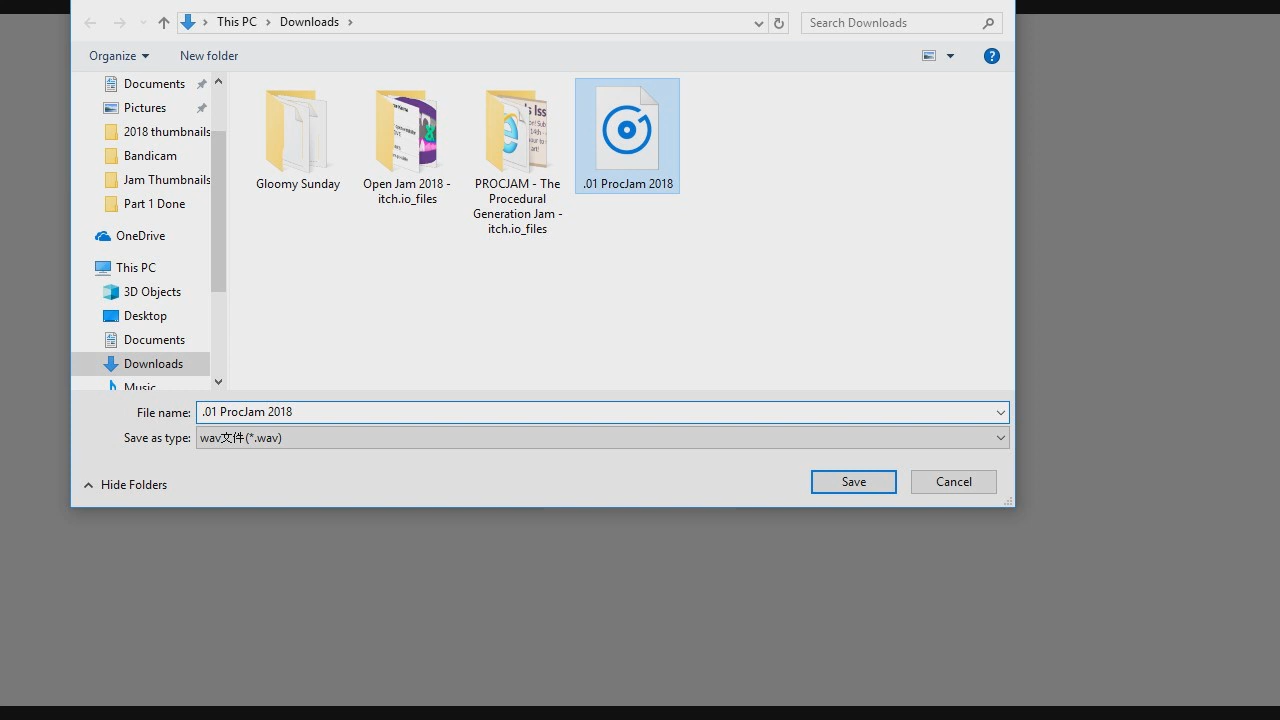 This PC
Downloads
Search Downloads
Organize
New folder
?
Documents
Pictures
2018 thumbnails
Bandicam
Jam Thumbnails
Part 1 Done
OneDrive
This PC
3D Objects
Desktop
Documents
Downloads
Music
Gloomy Sunday
Open Jam 2018 -
itch.io_files
PROCJAM - The
Procedural
Generation Jam -
itch.io_files
.01 ProcJam 2018
File name:
.01 ProcJam 2018
Save as type:
wav文件(*.wav)
Hide Folders
Save
Cancel